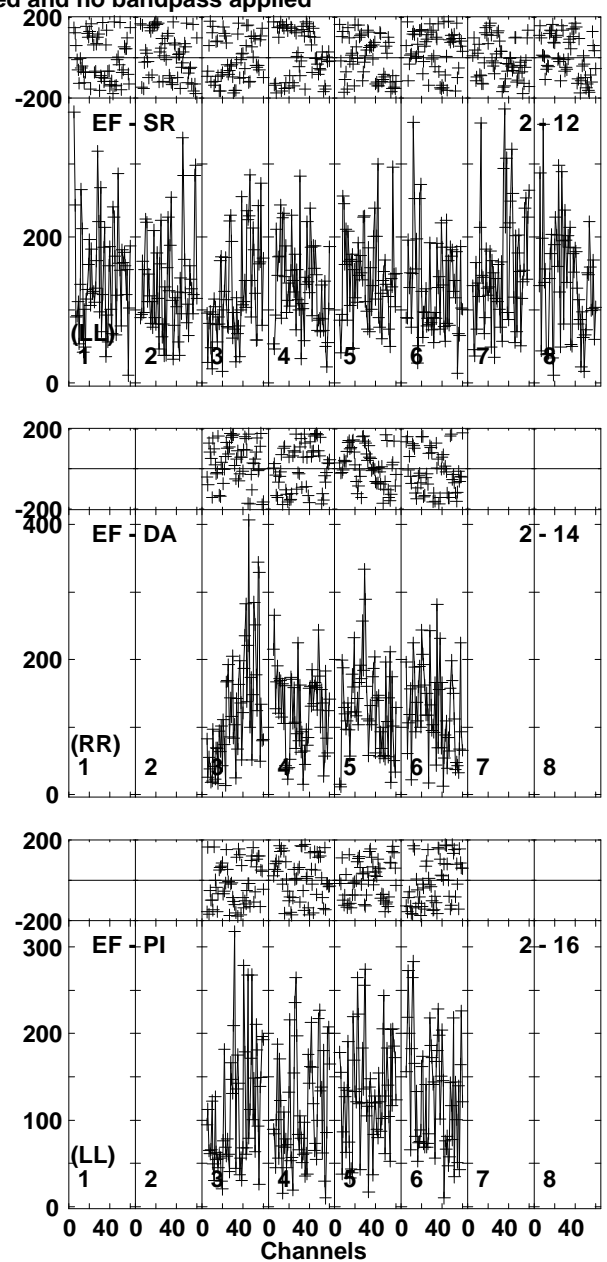 ed and no bandpass applied
200
-200
EF - SR 2 - 12
200
(LL)
1 2 3 4 5 6 7 8
0
200
-200
400
EF - DA 2 - 14
200
(RR)
1 2 3 4 5 6 7 8
0
200
-200
300
EF - PI 2 - 16
200
100
(LL)
1 2 3 4 5 6 7 8
0
0 40 0 40 0 40 0 40 0 40 0 40 0 40 0 40
Channels